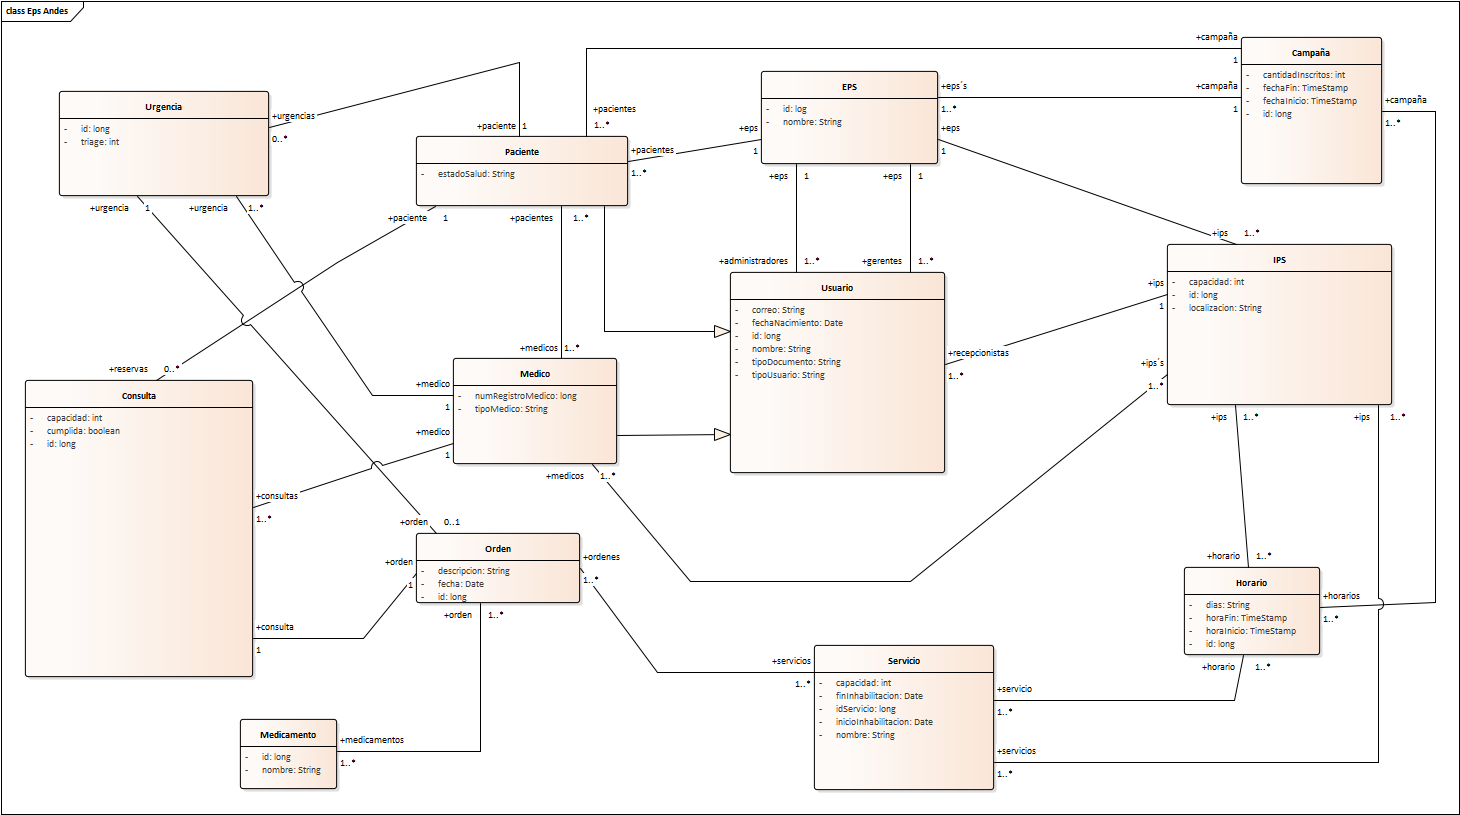 class Eps Andes
Urgencia
- id: long
- triage: int
+urgencias
0..*
+urgencia 1
+urgencia 1..*
+paciente 1
+pacientes
1..*
Paciente
- estadoSalud: String
+pacientes
1..*
+paciente 1
+pacientes 1..*
EPS
- id: log
- nombre: String
+eps
1
+eps´s
1..*
+eps
1
+eps 1
+eps 1
+campaña
1
+campaña
1
Campaña
- cantidadInscritos: int
- fechaFin: TimeStamp
- fechaInicio: TimeStamp
- id: long
+campaña
1..*
+administradores 1..*
+gerentes 1..*
Usuario
- correo: String
- fechaNacimiento: Date
- id: long
- nombre: String
- tipoDocumento: String
- tipoUsuario: String
+recepcionistas
1..*
+ips 1..*
IPS
- capacidad: int
- id: long
- localizacion: String
+ips
1
+ips´s
1..*
+ips 1..*
+ips 1..*
+medicos 1..*
Medico
- numRegistroMedico: long
- tipoMedico: String
+medico
1
+medico
1
+medicos 1..*
+reservas 0..*
Consulta
- capacidad: int
- cumplida: boolean
- id: long
+consultas
1..*
+consulta
1
+orden 0..1
Orden
- descripcion: String
- fecha: Date
- id: long
+orden
1
+ordenes
1..*
+orden 1..*
Medicamento
- id: long
- nombre: String
+medicamentos
1..*
+servicios
1..*
Servicio
- capacidad: int
- finInhabilitacion: Date
- idServicio: long
- inicioInhabilitacion: Date
- nombre: String
+servicio
1..*
+servicios
1..*
+horario 1..*
Horario
- dias: String
- horaFin: TimeStamp
- horaInicio: TimeStamp
- id: long
+horarios
1..*
+horario 1..*